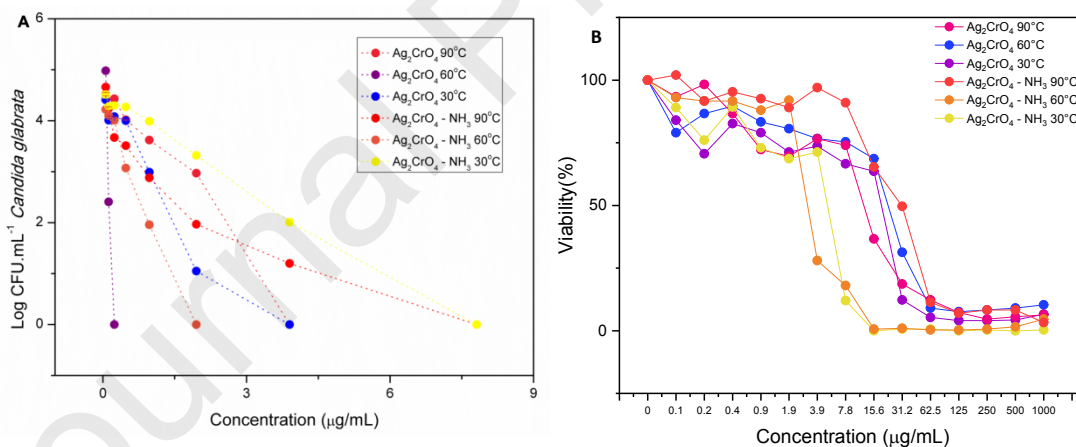 A
Log CFU.mL⁻¹ Candida glabrata
6
4
2
0
0
3
6
9
Concentration (μg/mL)
Ag₂CrO₄ 90°C
Ag₂CrO₄ 60°C
Ag₂CrO₄ 30°C
Ag₂CrO₄ - NH₃ 90°C
Ag₂CrO₄ - NH₃ 60°C
Ag₂CrO₄ - NH₃ 30°C
B
Viability(%)
100
50
0
0 0.1 0.2 0.4 0.9 1.9 3.9 7.8 15.6 31.2 62.5 125 250 500 1000
Concentration (μg/mL)
Ag₂CrO₄ 90°C
Ag₂CrO₄ 60°C
Ag₂CrO₄ 30°C
Ag₂CrO₄ - NH₃ 90°C
Ag₂CrO₄ - NH₃ 60°C
Ag₂CrO₄ - NH₃ 30°C